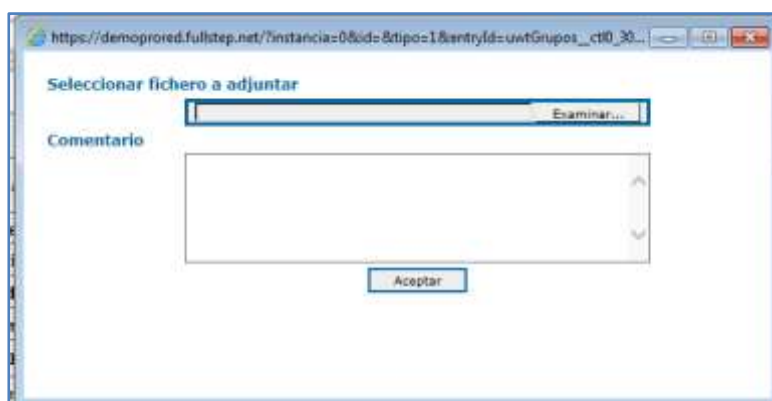 https://demoprored.fullstep.net/?instancia=0&id=&tipo=1&entryId=uwtGrupos__ctl0_30...
Seleccionar fichero a adjuntar
Examinar...
Comentario
Aceptar